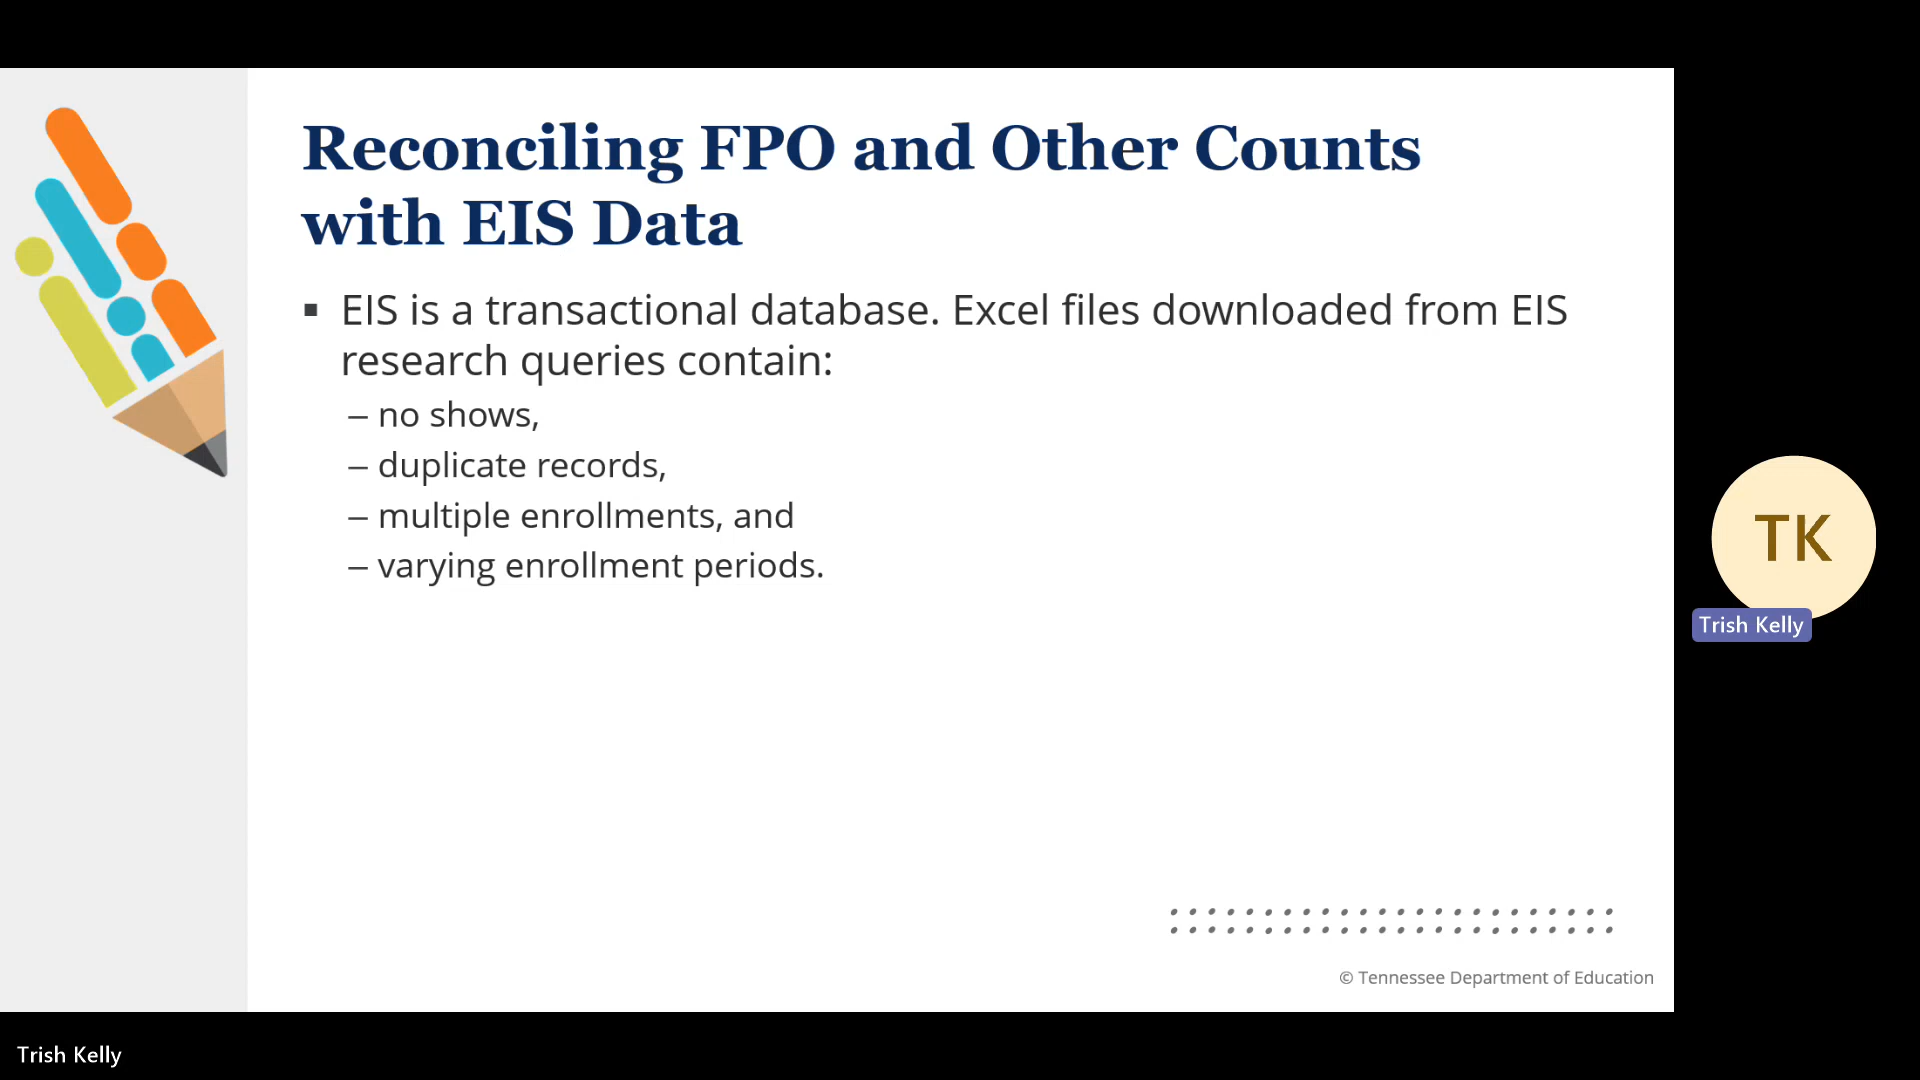 Reconciling FPO and Other Counts
with EIS Data
▪ EIS is a transactional database. Excel files downloaded from EIS
research queries contain:
– no shows,
– duplicate records,
– multiple enrollments, and
– varying enrollment periods.
TK
Trish Kelly
© Tennessee Department of Education
Trish Kelly